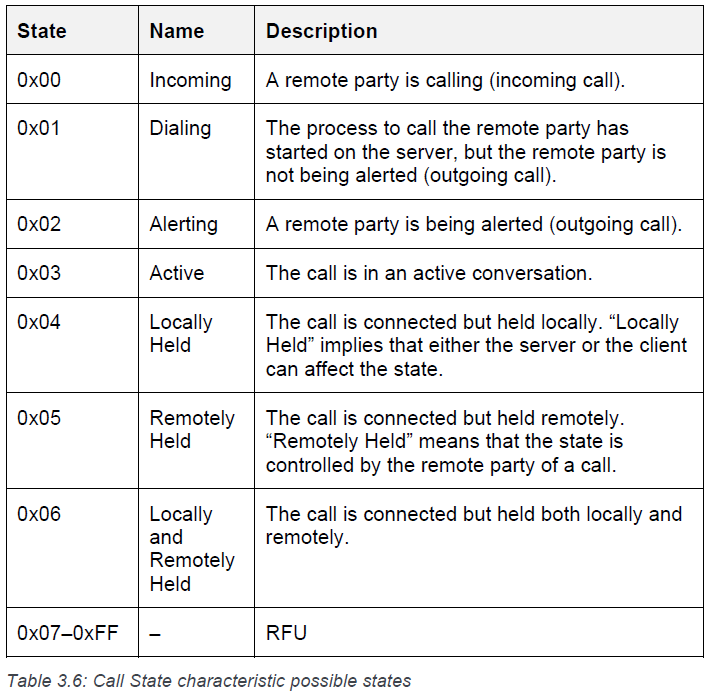 State Name Description
0x00 Incoming A remote party is calling (incoming call).
0x01 Dialing The process to call the remote party has
started on the server, but the remote party is
not being alerted (outgoing call).
0x02 Alerting A remote party is being alerted (outgoing call).
0x03 Active The call is in an active conversation.
0x04 Locally The call is connected but held locally. “Locally
Held Held” implies that either the server or the client
can affect the state.
0x05 Remotely The call is connected but held remotely.
Held “Remotely Held” means that the state is
controlled by the remote party of a call.
0x06 Locally The call is connected but held both locally and
and remotely.
Remotely
Held
0x07–0xFF – RFU
Table 3.6: Call State characteristic possible states